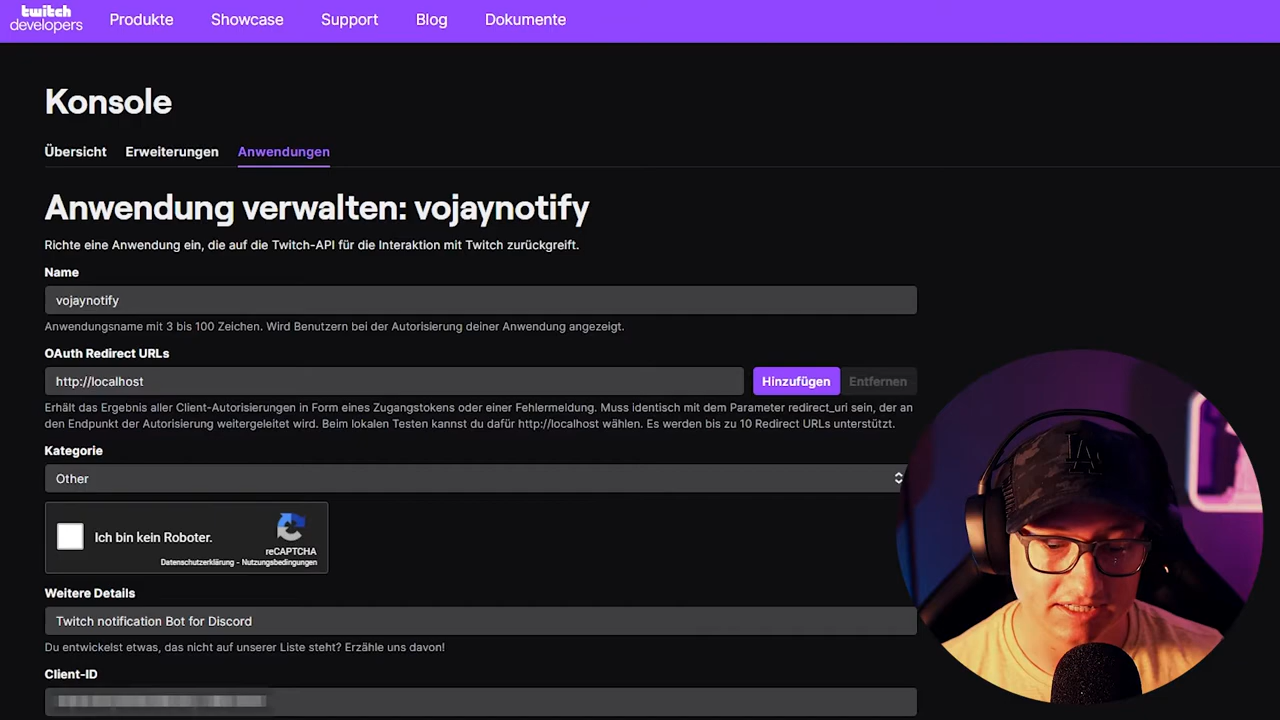 twitch
developers
Produkte
Showcase
Support
Blog
Dokumente
Konsole
Übersicht
Erweiterungen
Anwendungen
Anwendung verwalten: vojaynotify
Richte eine Anwendung ein, die auf die Twitch-API für die Interaktion mit Twitch zurückgreift.
Name
vojaynotify
Anwendungsname mit 3 bis 100 Zeichen. Wird Benutzern bei der Autorisierung deiner Anwendung angezeigt.
OAuth Redirect URLs
http://localhost
Hinzufügen
Entfernen
Erhält das Ergebnis aller Client-Autorisierungen in Form eines Zugangstokens oder einer Fehlermeldung. Muss identisch mit dem Parameter redirect_uri sein, der an
den Endpunkt der Autorisierung weitergeleitet wird. Beim lokalen Testen kannst du dafür http://localhost wählen. Es werden bis zu 10 Redirect URLs unterstützt.
Kategorie
Other
Ich bin kein Roboter.
reCAPTCHA
Datenschutzerklärung - Nutzungsbedingungen
Weitere Details
Twitch notification Bot for Discord
Du entwickelst etwas, das nicht auf unserer Liste steht? Erzähle uns davon!
Client-ID
LA